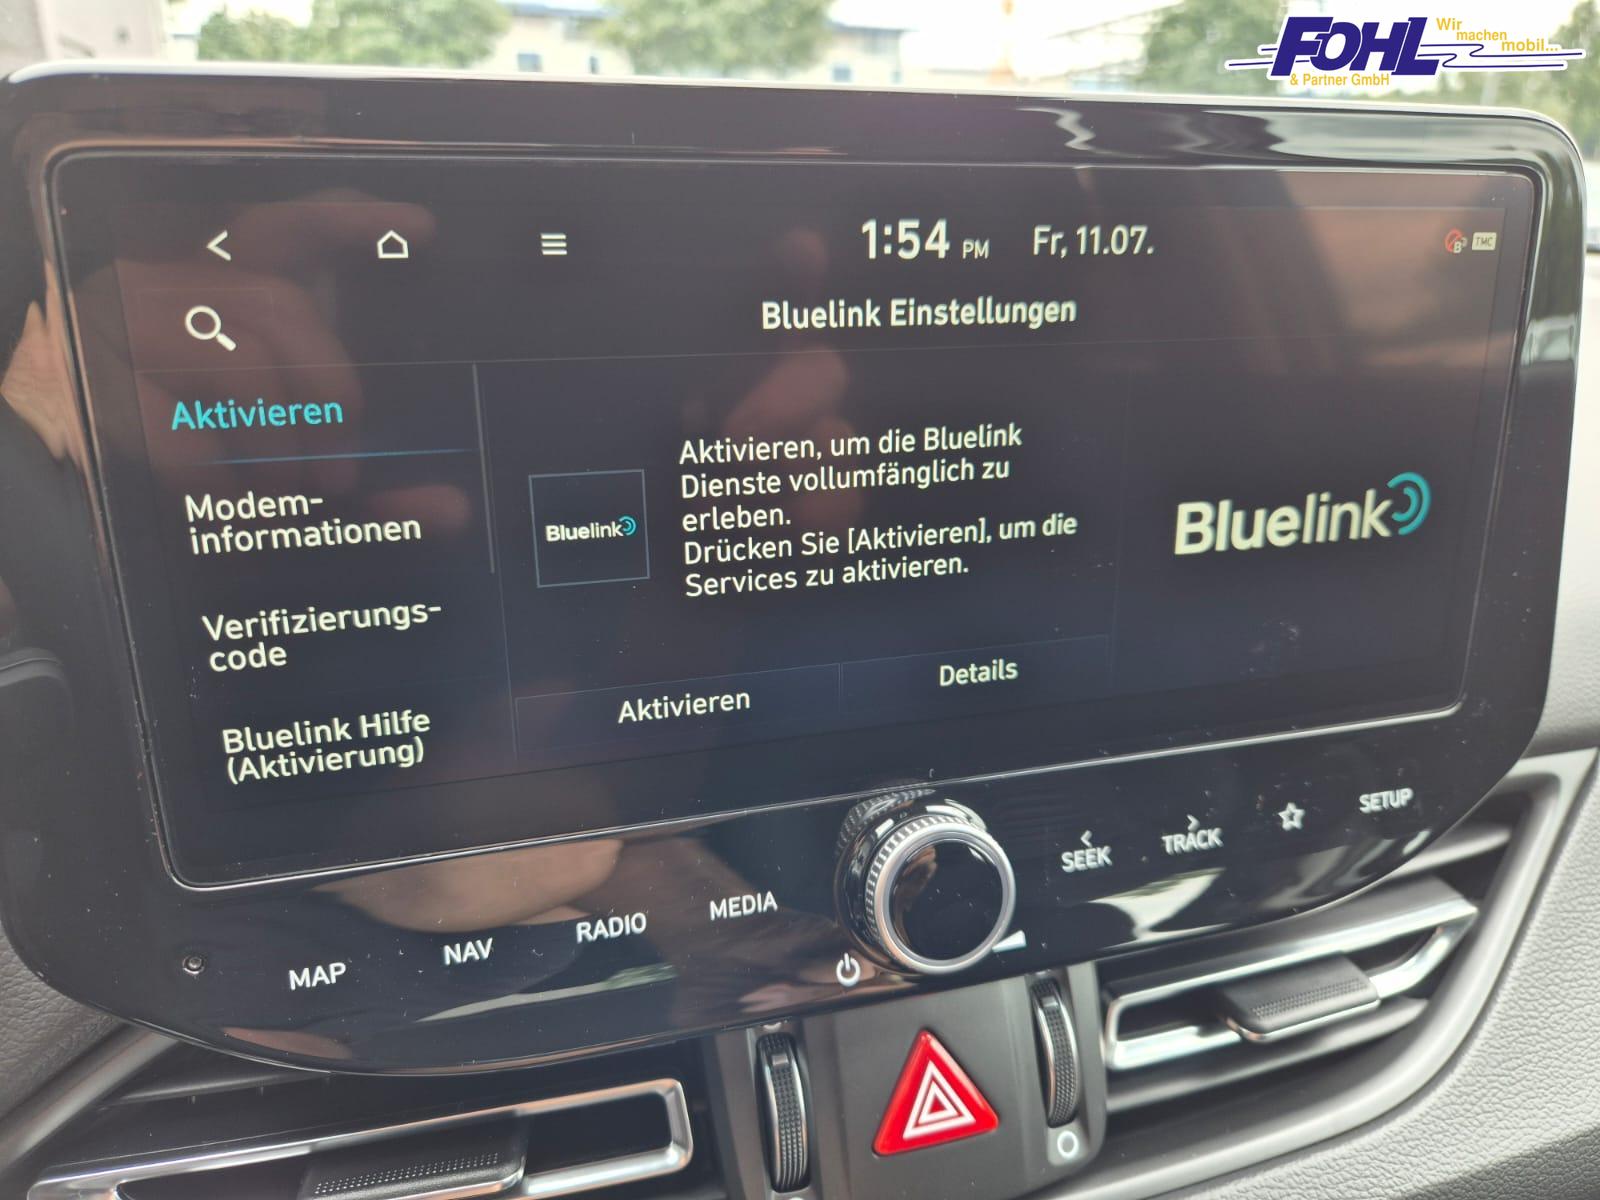 FOHL
Wir
machen
mobil...
& Partner GmbH
1:54 PM
Fr, 11.07.
TMC
Bluelink Einstellungen
Aktivieren
Modem-
informationen
Verifizierungs-
code
Bluelink Hilfe
(Aktivierung)
Bluelink
Aktivieren, um die Bluelink
Dienste vollumfänglich zu
erleben.
Drücken Sie [Aktivieren], um die
Services zu aktivieren.
Bluelink
Aktivieren
Details
MAP
NAV
RADIO
MEDIA
SEEK
TRACK
SETUP